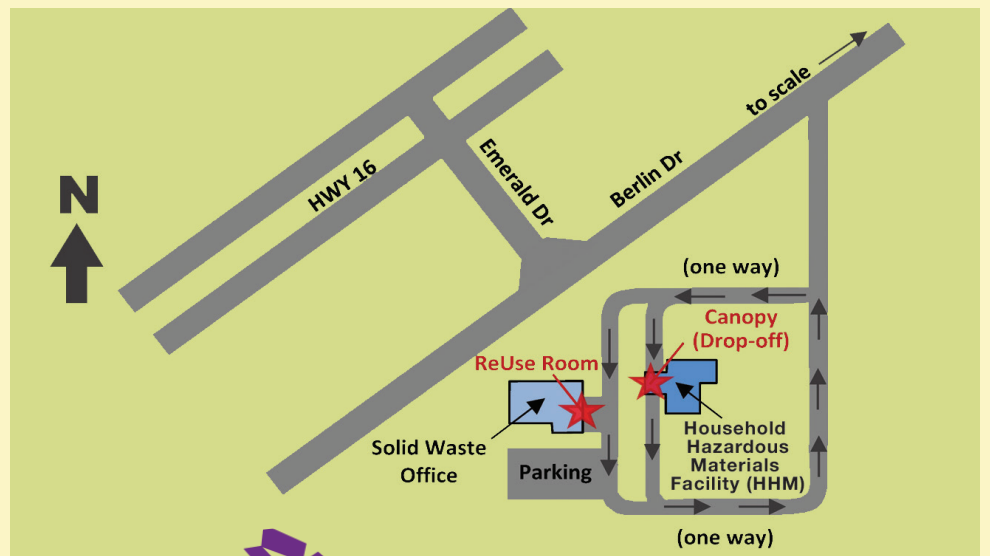 to scale
Emerald Dr
Berlin Dr
HWY 16
N
(one way)
Canopy
(Drop-off)
ReUse Room
Solid Waste
Office
Household
Hazardous
Materials
Facility (HHM)
Parking
(one way)